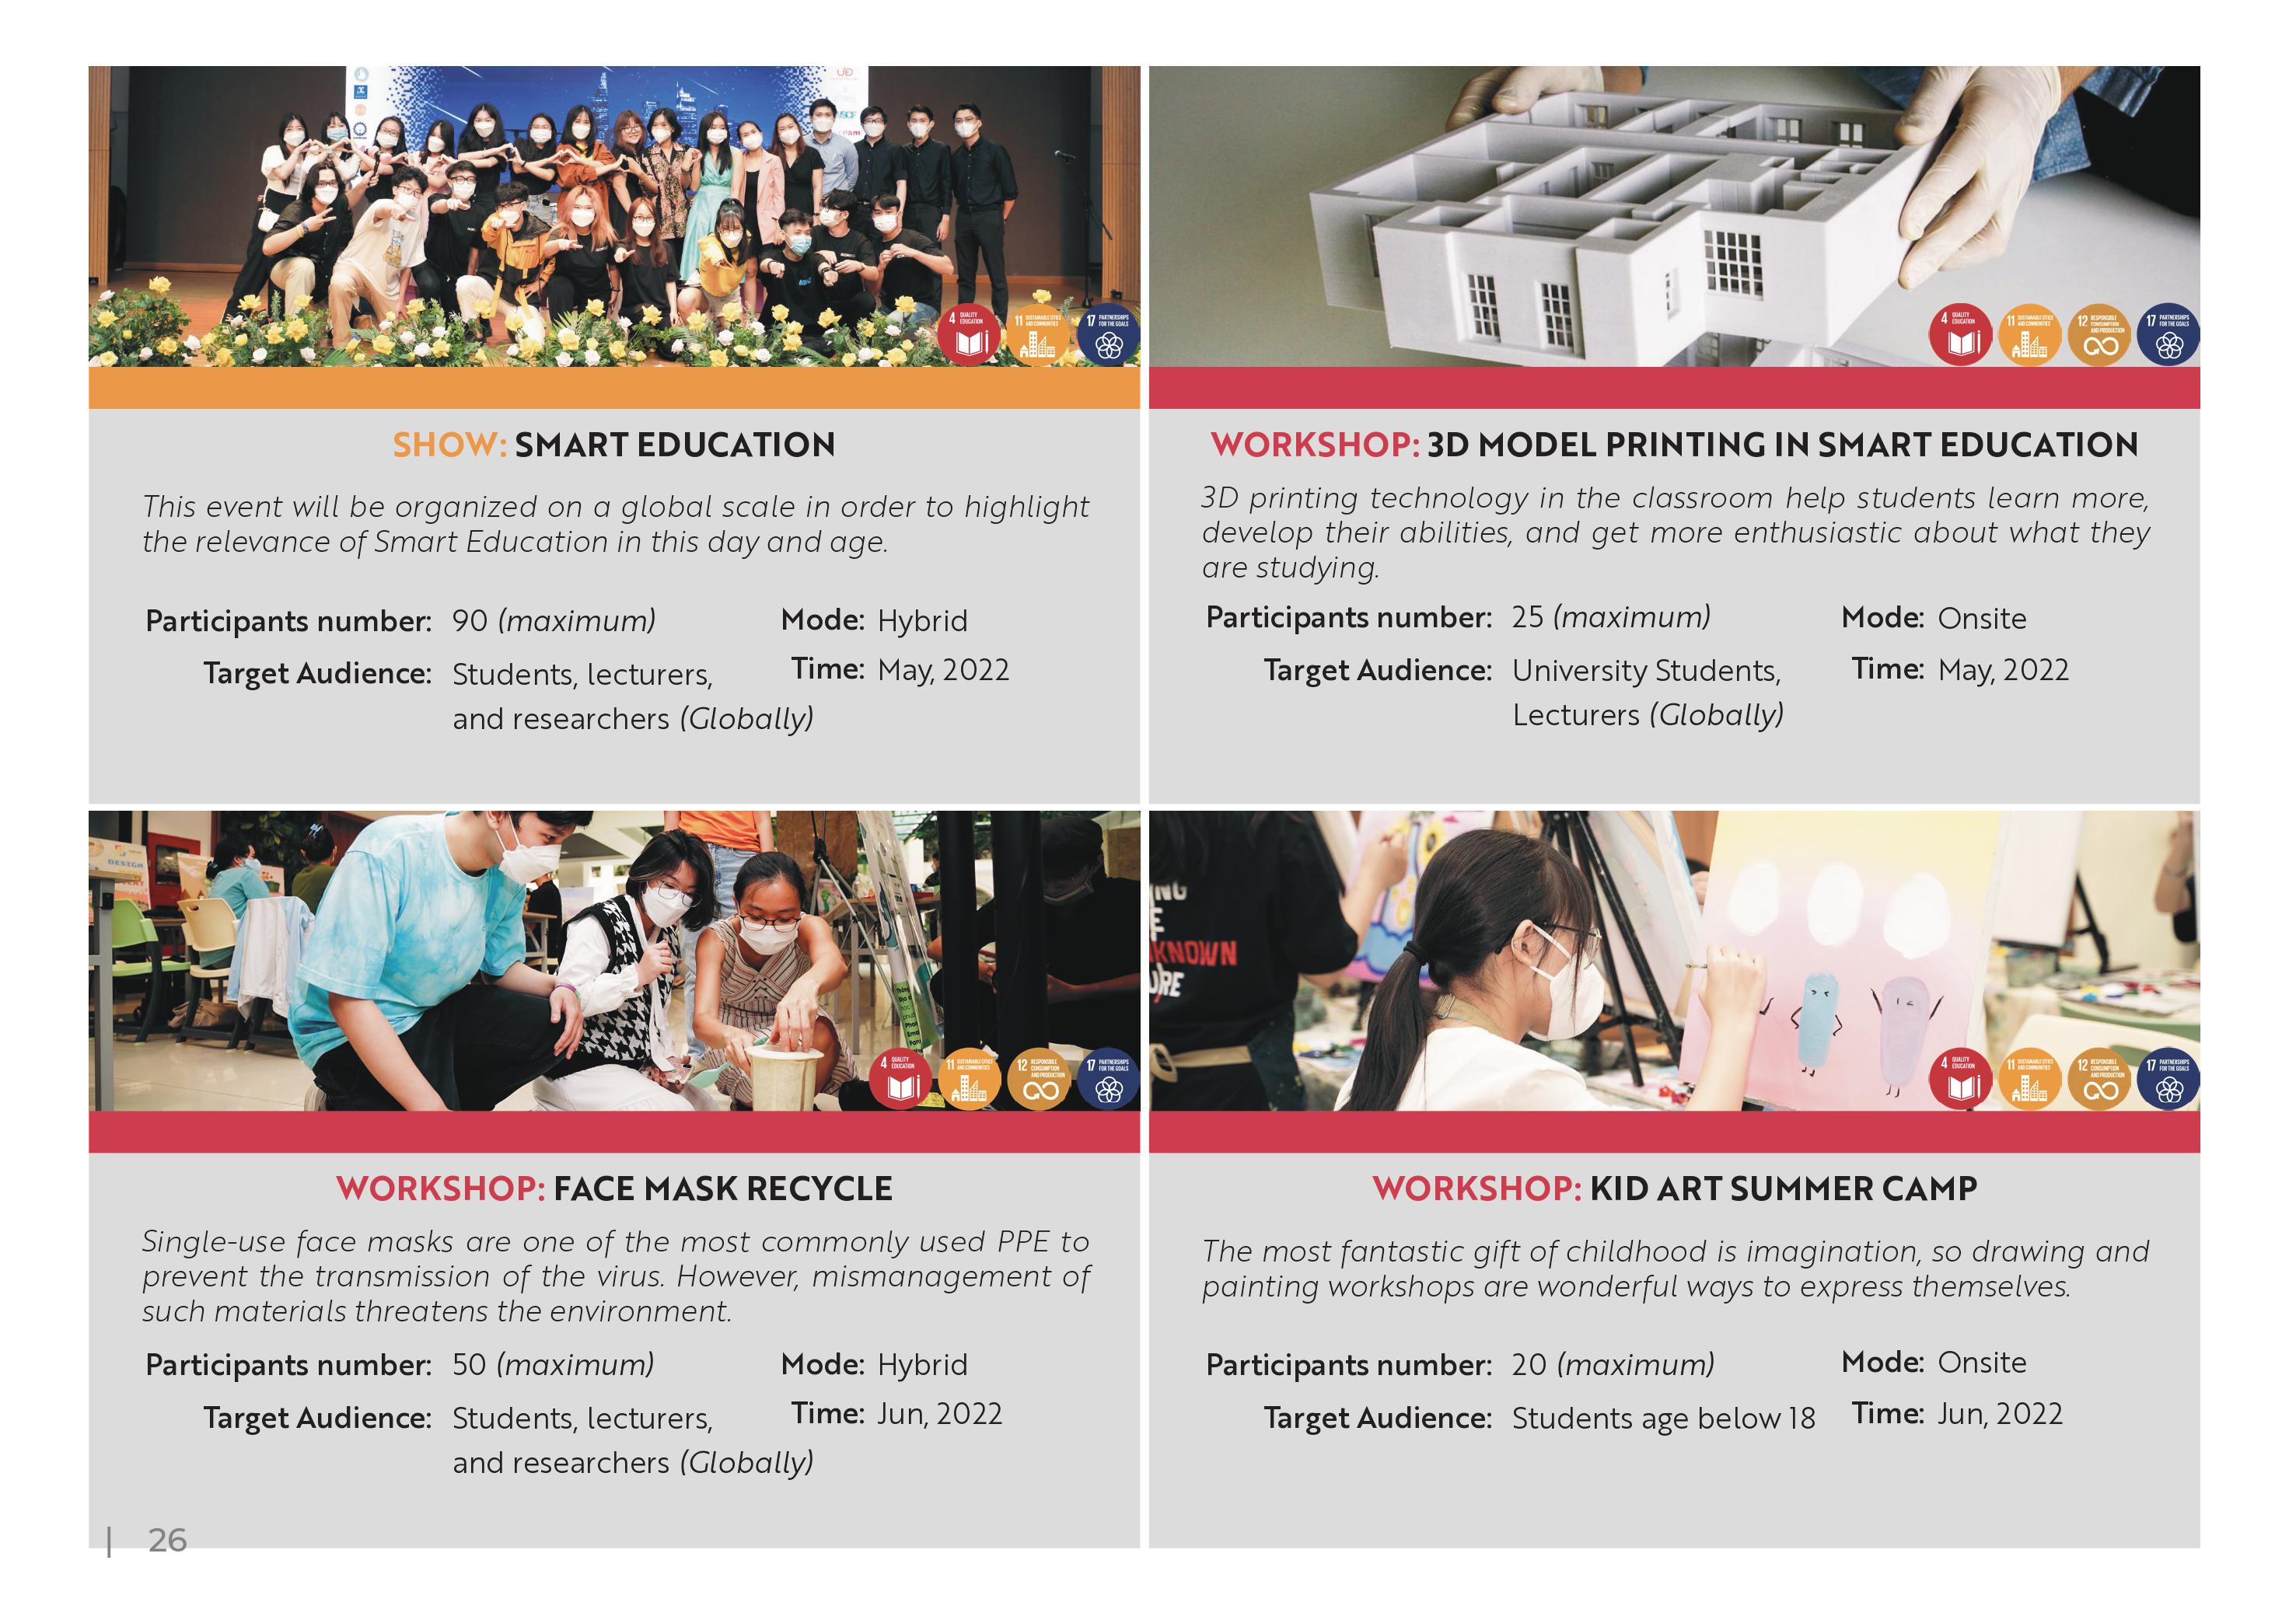 4 QUALITY EDUCATION
11 SUSTAINABLE CITIES AND COMMUNITIES
17 PARTNERSHIPS FOR THE GOALS
SHOW: SMART EDUCATION
This event will be organized on a global scale in order to highlight
the relevance of Smart Education in this day and age.
Participants number: 90 (maximum)
Mode: Hybrid
Target Audience: Students, lecturers,
and researchers (Globally)
Time: May, 2022
4 QUALITY EDUCATION
11 SUSTAINABLE CITIES AND COMMUNITIES
12 RESPONSIBLE CONSUMPTION AND PRODUCTION
17 PARTNERSHIPS FOR THE GOALS
WORKSHOP: 3D MODEL PRINTING IN SMART EDUCATION
3D printing technology in the classroom help students learn more,
develop their abilities, and get more enthusiastic about what they
are studying.
Participants number: 25 (maximum)
Mode: Onsite
Target Audience: University Students,
Lecturers (Globally)
Time: May, 2022
DESIGN
4 QUALITY EDUCATION
11 SUSTAINABLE CITIES AND COMMUNITIES
12 RESPONSIBLE CONSUMPTION AND PRODUCTION
17 PARTNERSHIPS FOR THE GOALS
WORKSHOP: FACE MASK RECYCLE
Single-use face masks are one of the most commonly used PPE to
prevent the transmission of the virus. However, mismanagement of
such materials threatens the environment.
Participants number: 50 (maximum)
Mode: Hybrid
Target Audience: Students, lecturers,
and researchers (Globally)
Time: Jun, 2022
KNOWN
4 QUALITY EDUCATION
11 SUSTAINABLE CITIES AND COMMUNITIES
12 RESPONSIBLE CONSUMPTION AND PRODUCTION
17 PARTNERSHIPS FOR THE GOALS
WORKSHOP: KID ART SUMMER CAMP
The most fantastic gift of childhood is imagination, so drawing and
painting workshops are wonderful ways to express themselves.
Participants number: 20 (maximum)
Mode: Onsite
Target Audience: Students age below 18
Time: Jun, 2022
| 26